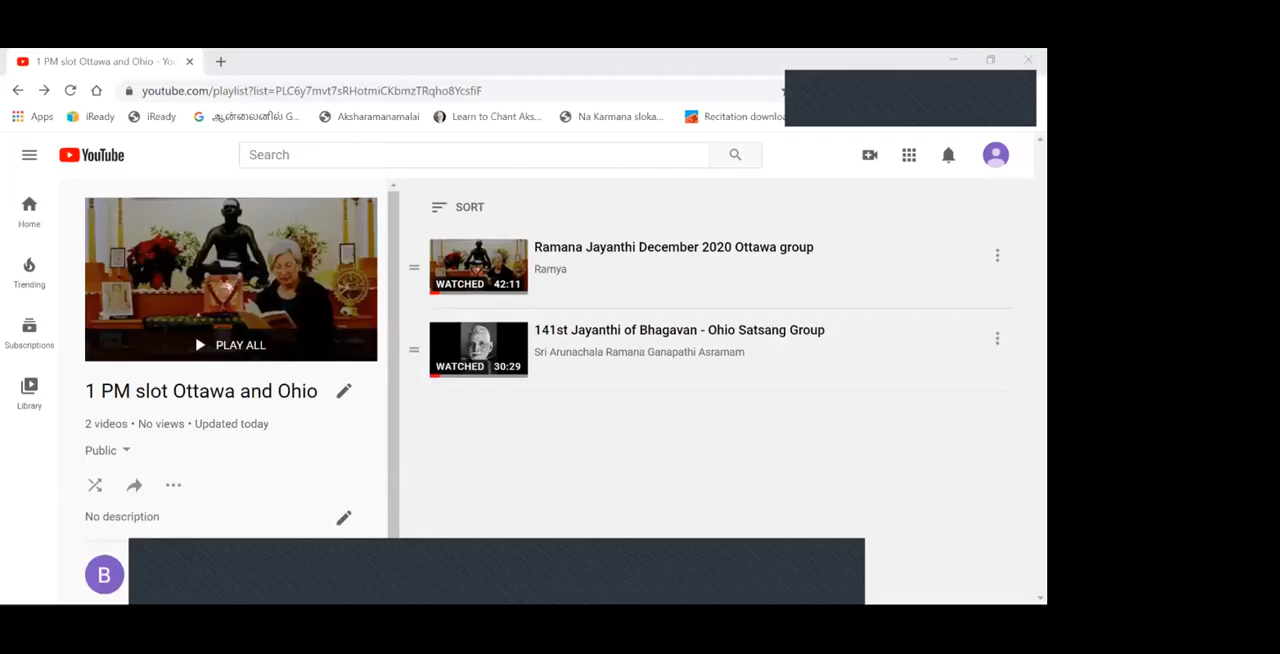 1 PM slot Ottawa and Ohio - You
youtube.com/playlist?list=PLC6y7mvt7sRHotmiCKbmzTRqho8YcsfiF
Apps iReady iReady ஆன்லைனில் G... Aksharamanamalai Learn to Chant Aks... Na Karmana sloka... Recitation downloa
YouTube
Search
Home
Trending
Subscriptions
Library
PLAY ALL
1 PM slot Ottawa and Ohio
2 videos • No views • Updated today
Public
No description
B
SORT
WATCHED 42:11
Ramana Jayanthi December 2020 Ottawa group
Ramya
WATCHED 30:29
141st Jayanthi of Bhagavan - Ohio Satsang Group
Sri Arunachala Ramana Ganapathi Asramam